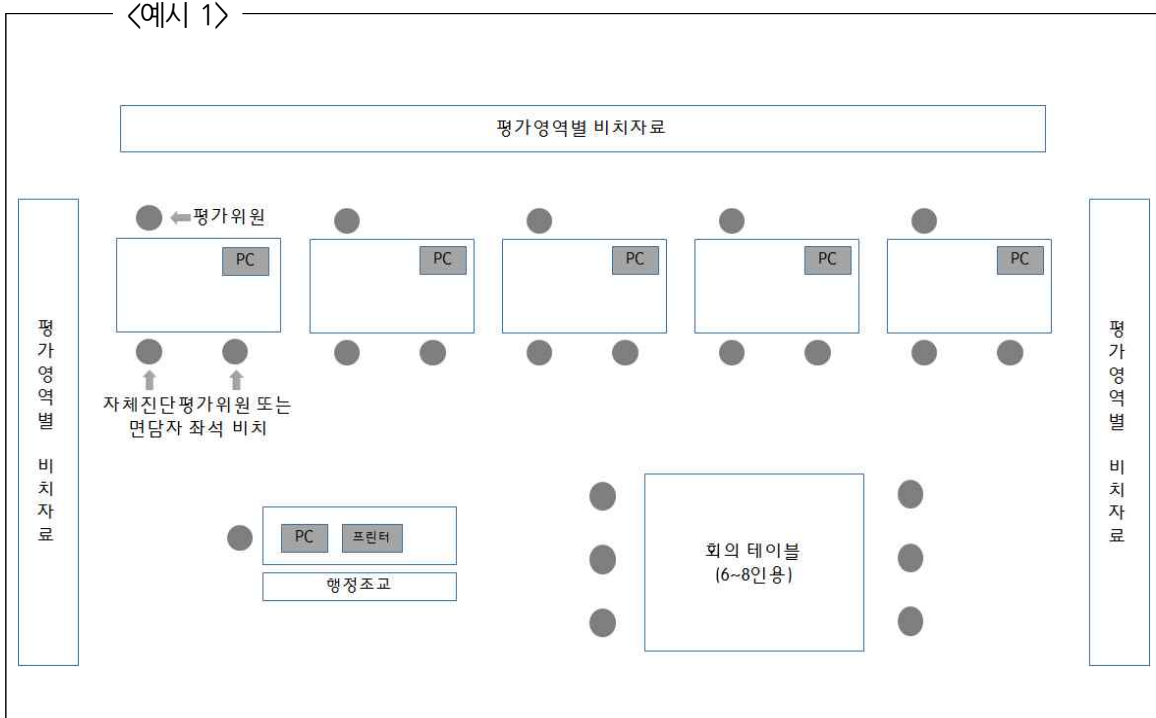 <예시 1>
평가영역별 비치자료
평가영역별 비치자료
평가영역별 비치자료
평가위원
PC
PC
PC
PC
PC
자체진단평가위원 또는
면담자 좌석 비치
PC
프린터
행정조교
회의 테이블
(6~8인용)